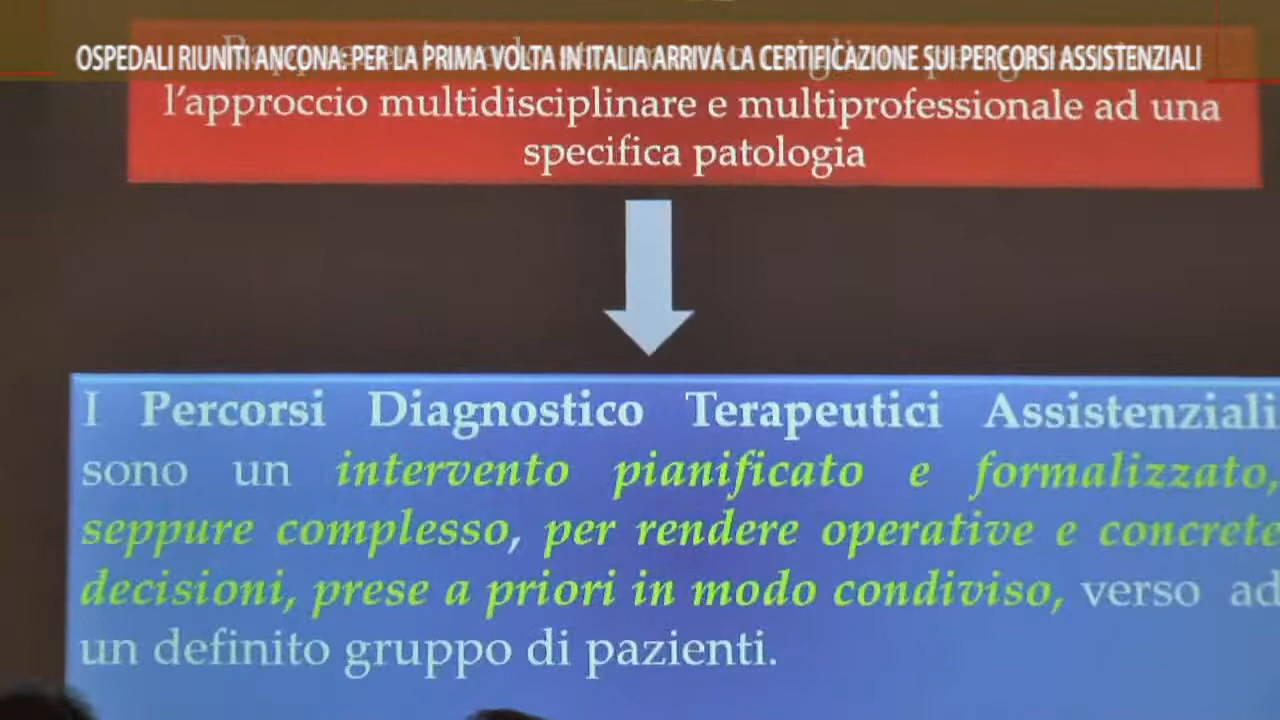 OSPEDALI RIUNITI ANCONA: PER LA PRIMA VOLTA IN ITALIA ARRIVA LA CERTIFICAZIONE SUI PERCORSI ASSISTENZIALI
l'approccio multidisciplinare e multiprofessionale ad una
specifica patologia
I Percorsi Diagnostico Terapeutici Assistenziali
sono un intervento pianificato e formalizzato,
seppure complesso, per rendere operative e concrete
decisioni, prese a priori in modo condiviso, verso ad
un definito gruppo di pazienti.